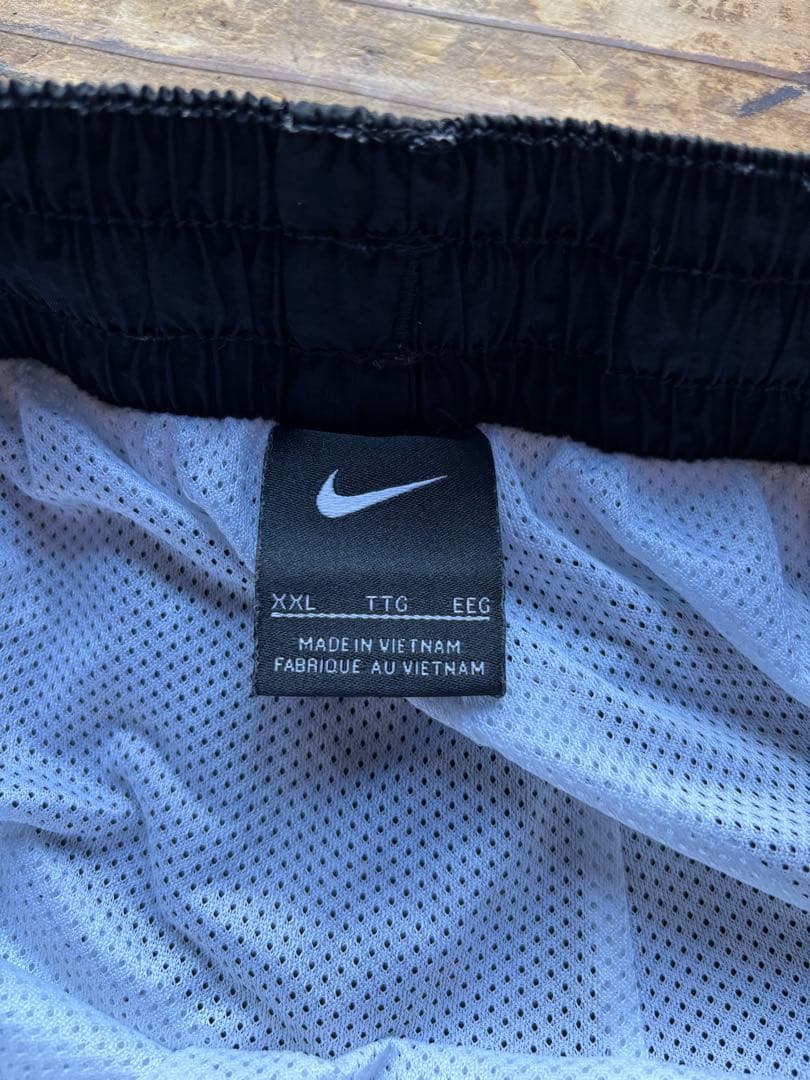 XXL TTG EEG
MADE IN VIETNAM
FABRIQUE AU VIETNAM